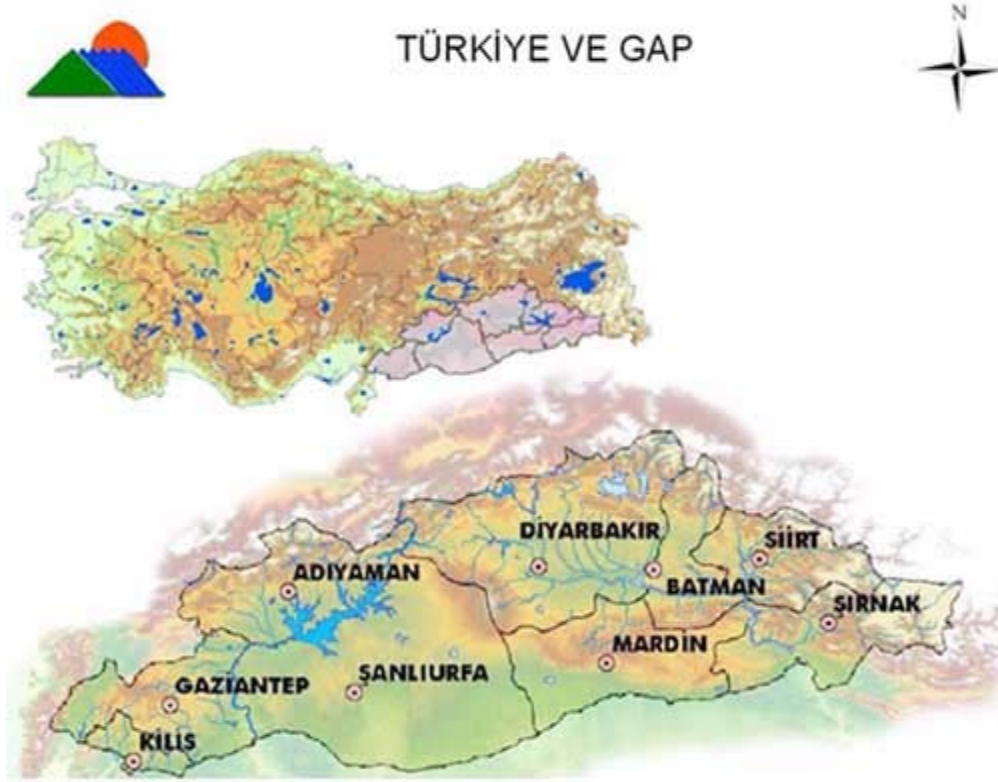 N
TÜRKİYE VE GAP
DİYARBAKIR
SİİRT
ADIYAMAN
BATMAN
ŞIRNAK
MARDİN
ŞANLIURFA
GAZİANTEP
KİLİS